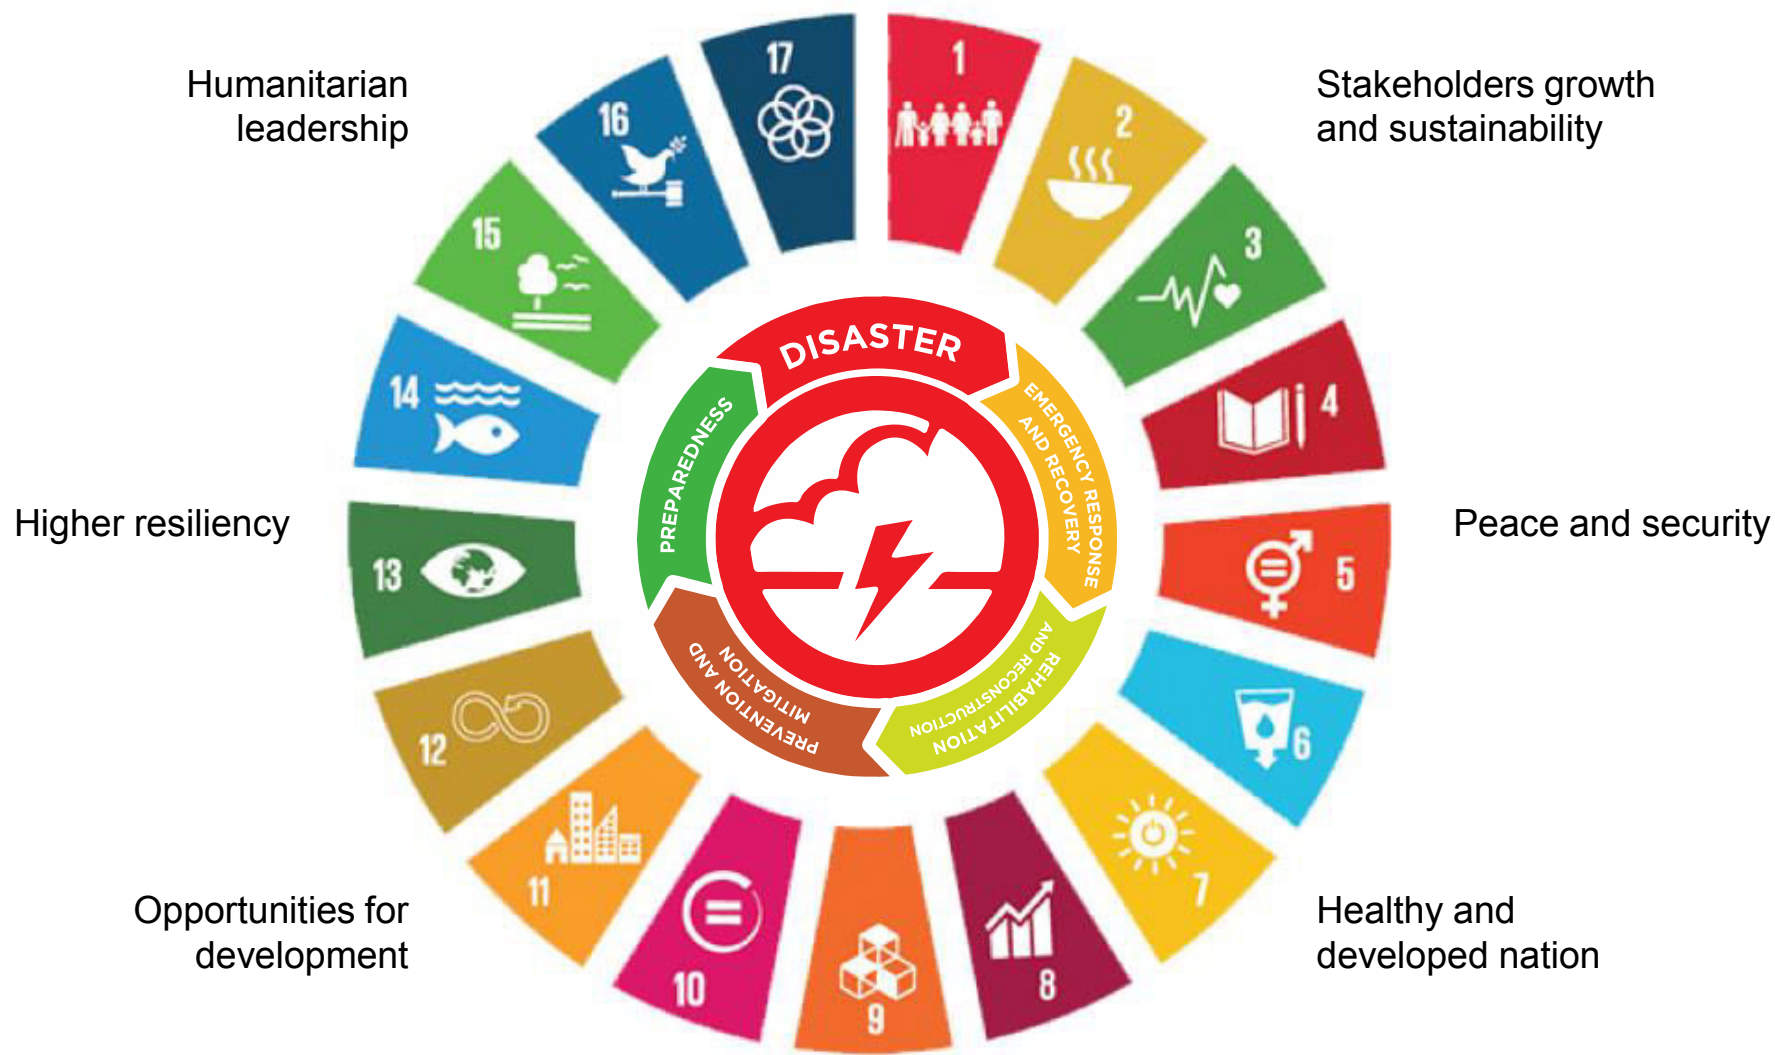 Humanitarian
leadership
Stakeholders growth
and sustainability
Higher resiliency
Peace and security
Opportunities for
development
Healthy and
developed nation
1
2
3
4
5
6
7
8
9
10
11
12
13
14
15
16
17
DISASTER
EMERGENCY RESPONSE
AND RECOVERY
REHABILITATION
AND RECONSTRUCTION
PREVENTION AND
MITIGATION
PREPAREDNESS